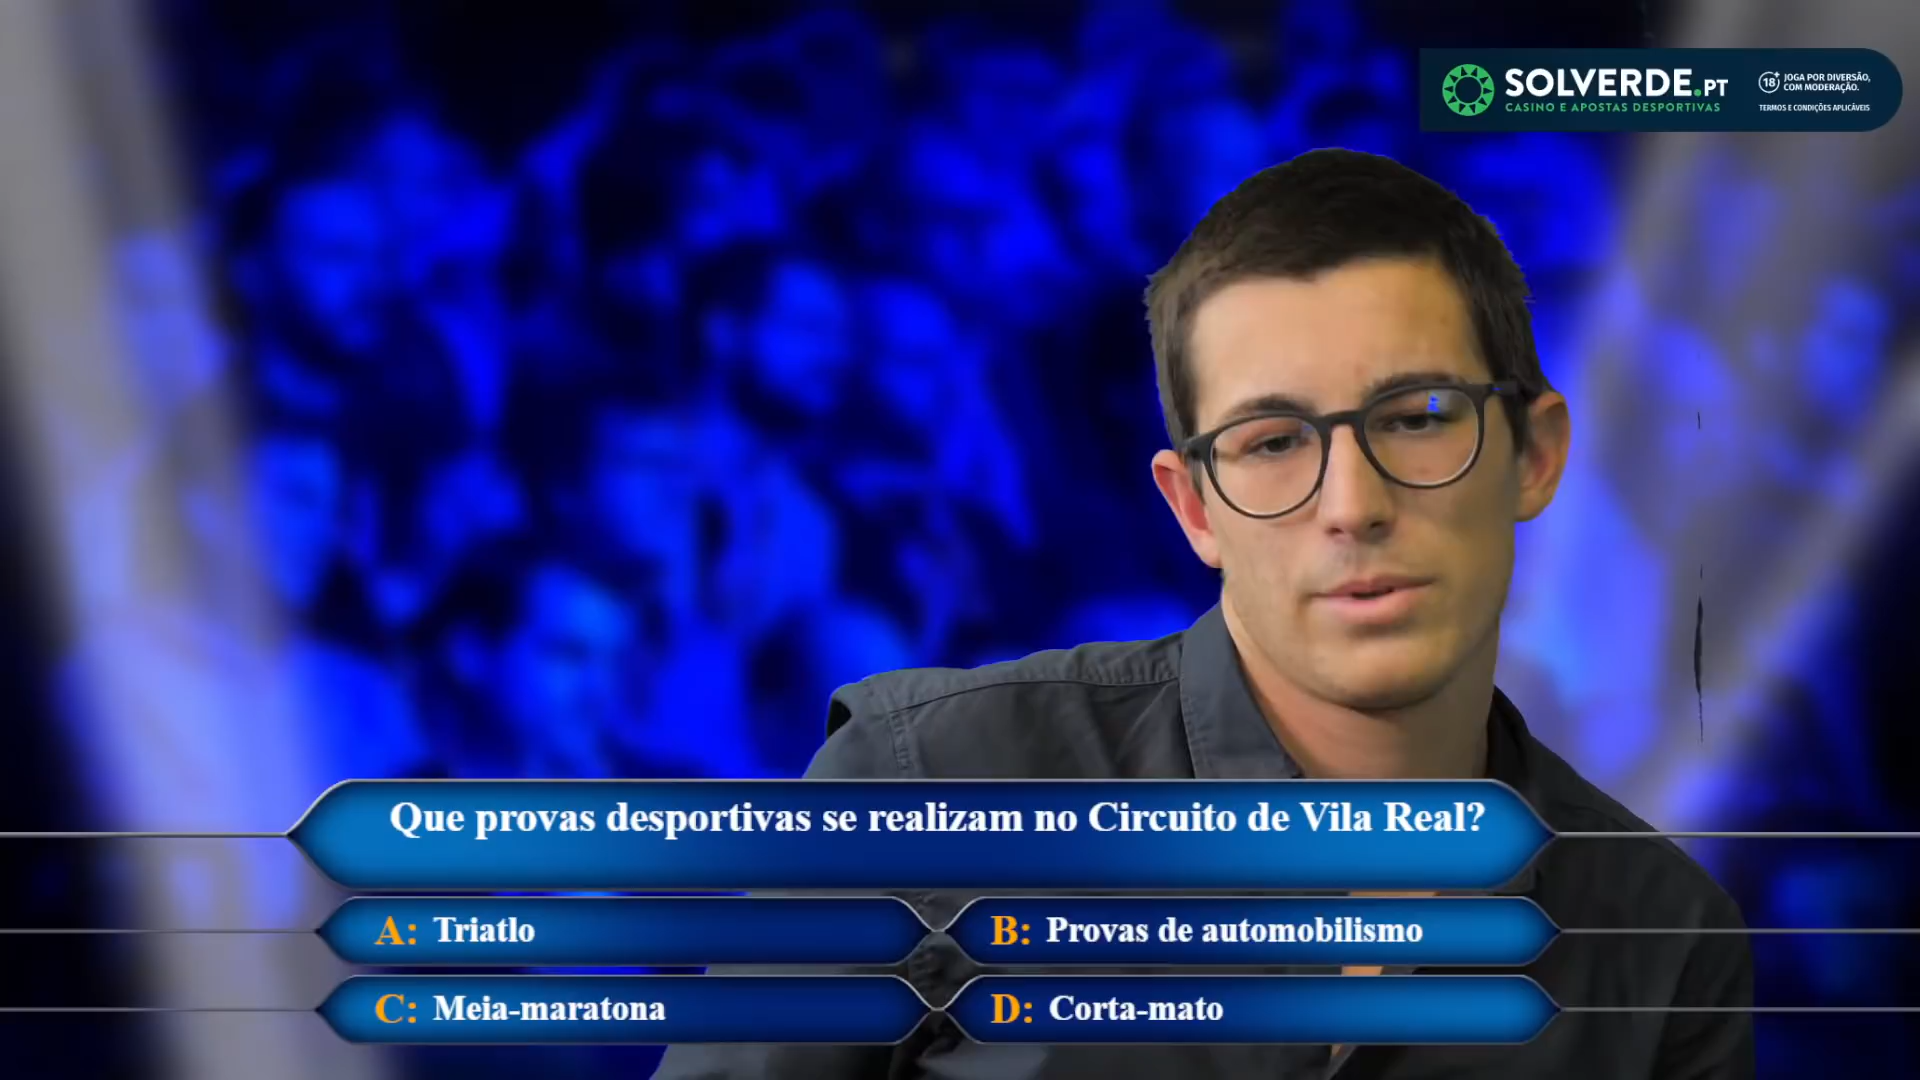 SOLVERDE.PT
CASINO E APOSTAS DESPORTIVAS
18+
JOGA POR DIVERSÃO,
COM MODERAÇÃO.
TERMOS E CONDIÇÕES APLICÁVEIS
Que provas desportivas se realizam no Circuito de Vila Real?
A: Triatlo
B: Provas de automobilismo
C: Meia-maratona
D: Corta-mato